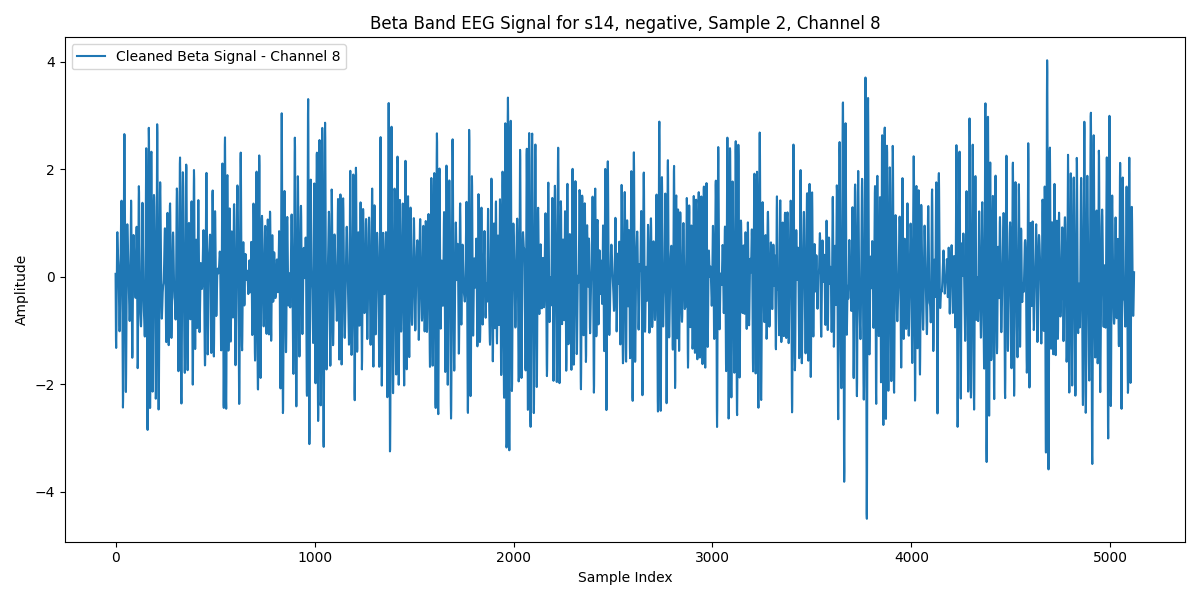 Beta Band EEG Signal for s14, negative, Sample 2, Channel 8
Cleaned Beta Signal - Channel 8
4
2
0
−2
−4
Amplitude
0 1000 2000 3000 4000 5000
Sample Index